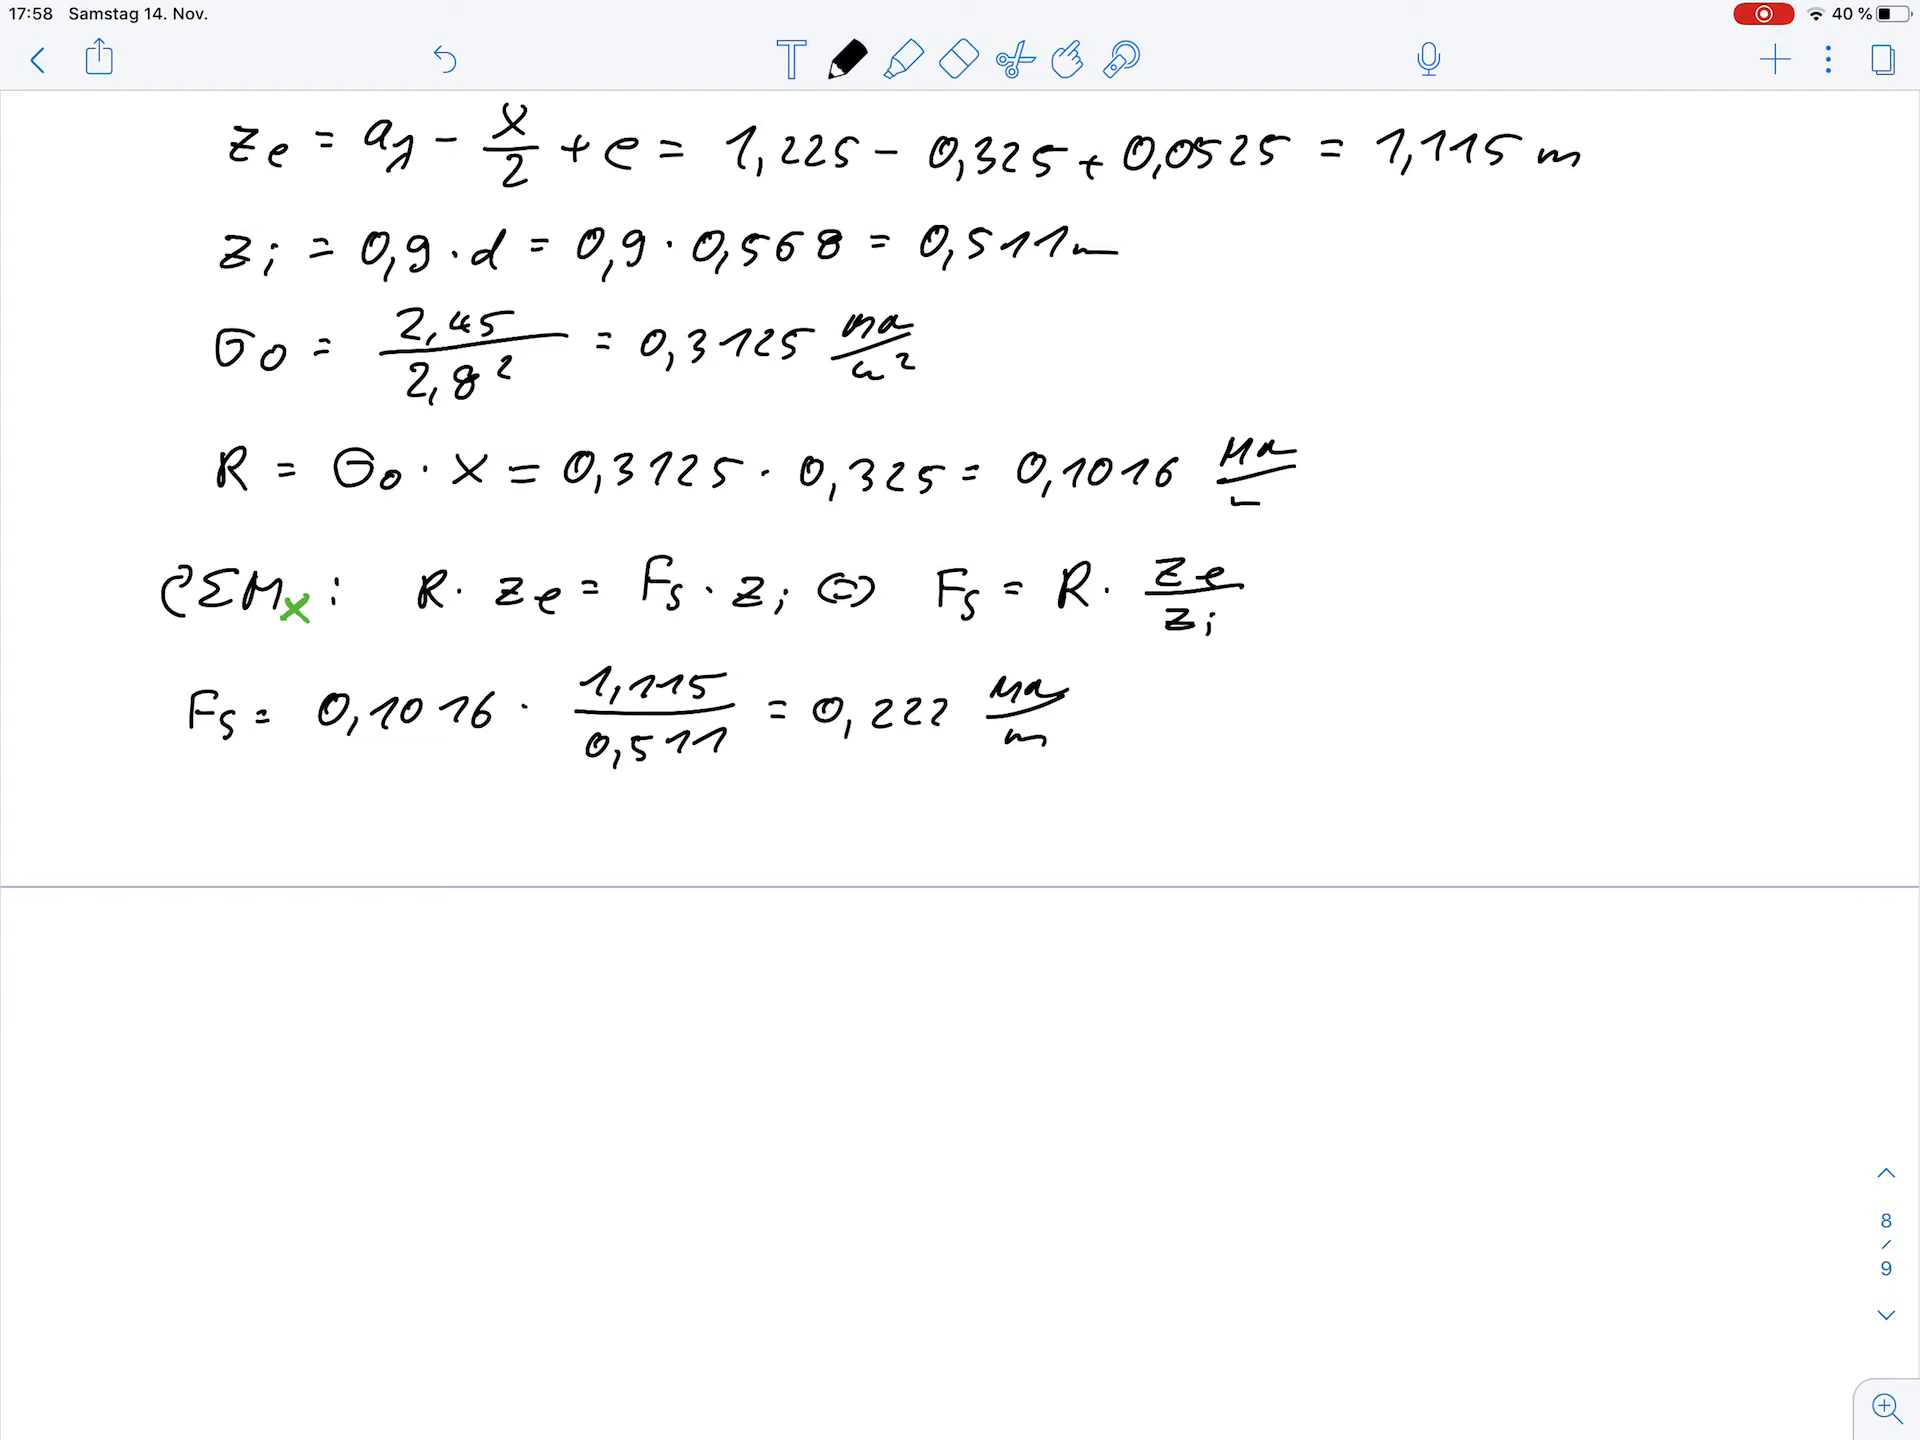 17:58 Samstag 14. Nov. 40 %
T
ze = a1 - x/2 + e = 1,225 - 0,325 + 0,0525 = 1,115 m
zi = 0,9 · d = 0,9 · 0,568 = 0,511 m
σ0 = 2,45/2,8² = 0,3125 MN/m²
R = σ0 · x = 0,3125 · 0,325 = 0,1016 MN/m
↻ΣMx: R · ze = Fs · zi ⇔ Fs = R · ze/zi
Fs = 0,1016 · 1,115/0,511 = 0,222 MN/m
8
/
9